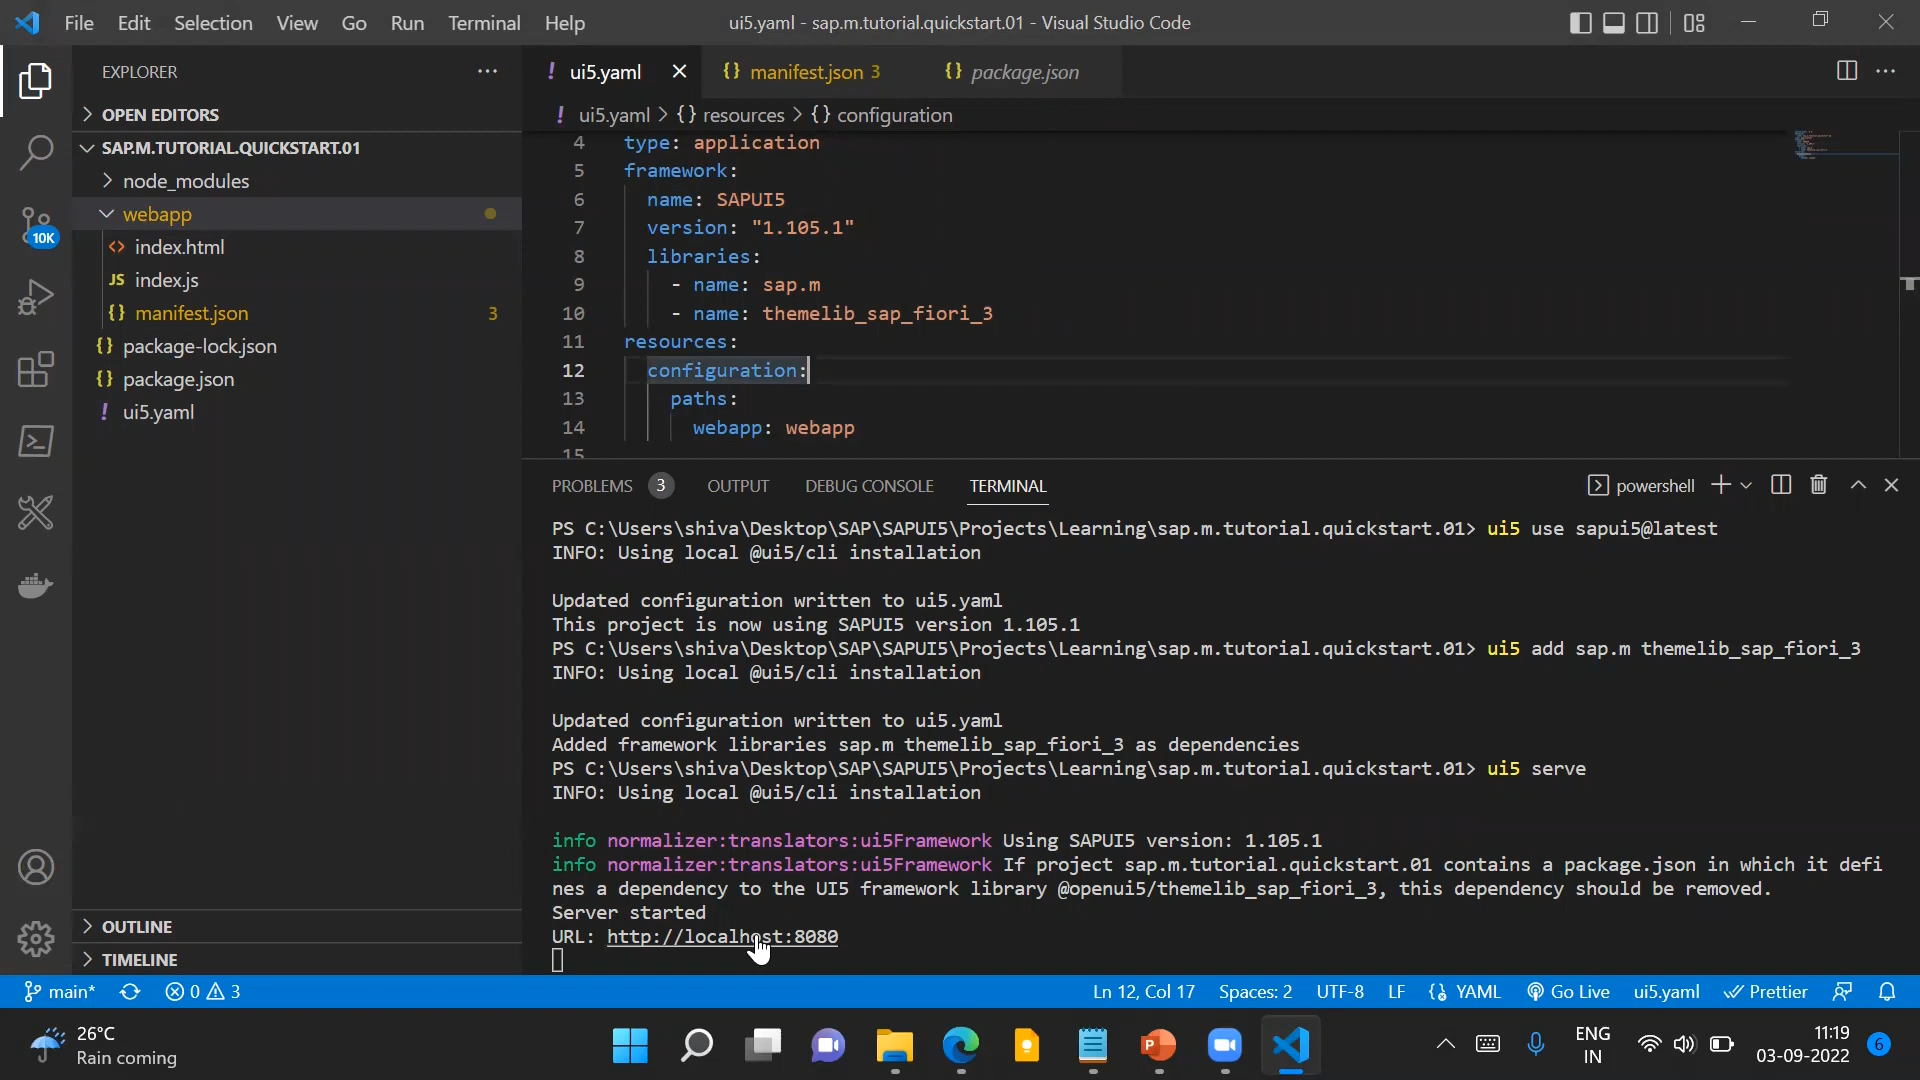 File Edit Selection View Go Run Terminal Help
ui5.yaml - sap.m.tutorial.quickstart.01 - Visual Studio Code
EXPLORER
OPEN EDITORS
SAP.M.TUTORIAL.QUICKSTART.01
node_modules
webapp
index.html
JS index.js
manifest.json 3
package-lock.json
package.json
ui5.yaml
OUTLINE
TIMELINE
10K
! ui5.yaml
{} manifest.json 3
{} package.json
! ui5.yaml > {} resources > {} configuration
4 type: application
5 framework:
6 name: SAPUI5
7 version: "1.105.1"
8 libraries:
9 - name: sap.m
10 - name: themelib_sap_fiori_3
11 resources:
12 configuration:
13 paths:
14 webapp: webapp
15
PROBLEMS 3 OUTPUT DEBUG CONSOLE TERMINAL
powershell
PS C:\Users\shiva\Desktop\SAP\SAPUI5\Projects\Learning\sap.m.tutorial.quickstart.01> ui5 use sapui5@latest
INFO: Using local @ui5/cli installation
Updated configuration written to ui5.yaml
This project is now using SAPUI5 version 1.105.1
PS C:\Users\shiva\Desktop\SAP\SAPUI5\Projects\Learning\sap.m.tutorial.quickstart.01> ui5 add sap.m themelib_sap_fiori_3
INFO: Using local @ui5/cli installation
Updated configuration written to ui5.yaml
Added framework libraries sap.m themelib_sap_fiori_3 as dependencies
PS C:\Users\shiva\Desktop\SAP\SAPUI5\Projects\Learning\sap.m.tutorial.quickstart.01> ui5 serve
INFO: Using local @ui5/cli installation
info normalizer:translators:ui5Framework Using SAPUI5 version: 1.105.1
info normalizer:translators:ui5Framework If project sap.m.tutorial.quickstart.01 contains a package.json in which it defi
nes a dependency to the UI5 framework library @openui5/themelib_sap_fiori_3, this dependency should be removed.
Server started
URL: http://localhost:8080
main* 0 3
Ln 12, Col 17 Spaces: 2 UTF-8 LF {} YAML Go Live ui5.yaml Prettier
26°C
Rain coming
ENG
IN
11:19
03-09-2022
6